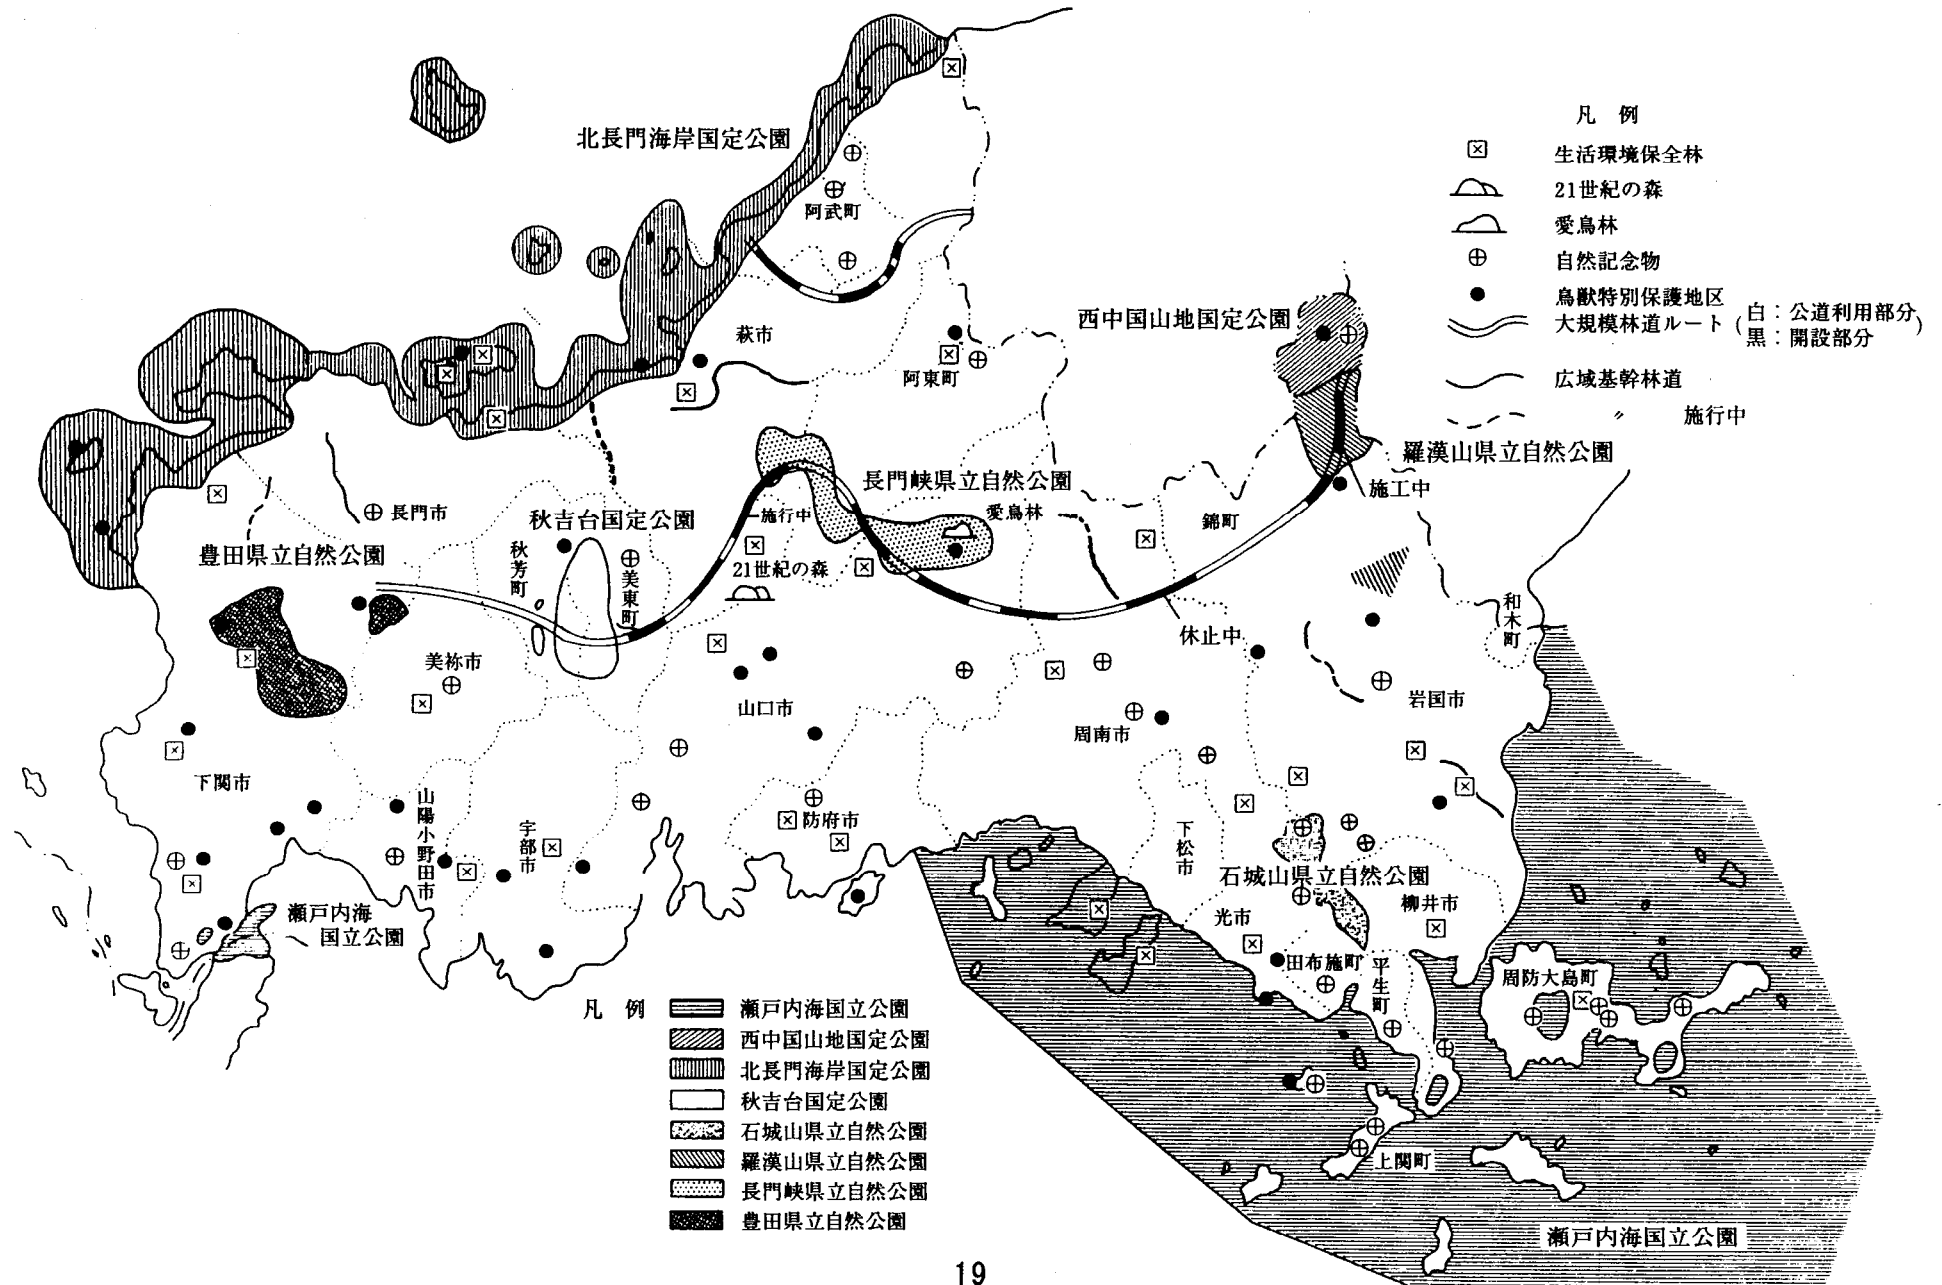 北長門海岸国定公園
凡 例
生活環境保全林
21世紀の森
愛鳥林
自然記念物
鳥獣特別保護地区
大規模林道ルート (白:公道利用部分
黒:開設部分)
広域基幹林道
〃 施行中
阿武町
萩市
阿東町
西中国山地国定公園
羅漢山県立自然公園
施工中
長門峡県立自然公園
愛鳥林
施行中
錦町
長門市
秋吉台国定公園
豊田県立自然公園
秋芳町
美東町
21世紀の森
休止中
和木町
美祢市
山口市
岩国市
周南市
下関市
山陽小野田市
宇部市
防府市
下松市
石城山県立自然公園
光市
柳井市
瀬戸内海
国立公園
田布施町
平生町
周防大島町
上関町
凡 例
瀬戸内海国立公園
西中国山地国定公園
北長門海岸国定公園
秋吉台国定公園
石城山県立自然公園
羅漢山県立自然公園
長門峡県立自然公園
豊田県立自然公園
瀬戸内海国立公園
19